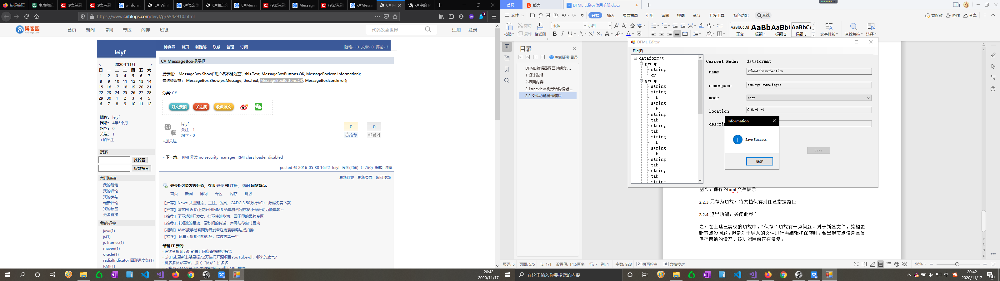 新标签页
南京师范
(9条消息
(9条消息
winform
C# WinF
c#怎么使
C#自定义
C#Messa
(9条消息
Message
(9条消息
c#Messa
C# M
c#中的 M
https://www.cnblogs.com/leiyf/p/5542910.html
博客园
cnblogs.com
首页 新闻 博问 专区 闪存 班级
代码改变世界
注册 登录
leiyf
博客园 首页 新随笔 联系 管理 订阅
随笔- 13 文章- 0 评论- 3
< 2020年11月 >
日 一 二 三 四 五 六
1 2 3 4 5 6 7
8 9 10 11 12 13 14
15 16 17 18 19 20 21
22 23 24 25 26 27 28
29 30 1 2 3 4 5
6 7 8 9 10 11 12
昵称： leiyf
园龄： 4年5个月
粉丝： 0
关注： 1
+加关注
搜索
找找看
谷歌搜索
常用链接
我的随笔
我的评论
我的参与
最新评论
我的标签
更多链接
我的标签
java(1)
js(1)
js frames(1)
maven(1)
oracle(1)
radialIndicator 圆形进度条(1)
RMI(1)
C# MessageBox提示框
提示框： MessageBox.Show("用户名不能为空", this.Text, MessageBoxButtons.OK, MessageBoxIcon.Information);
错误警告框： MessageBox.Show(ex.Message, this.Text, MessageBoxButtons.OK, MessageBoxIcon.Error);
分类: C#
好文要顶 关注我 收藏该文
leiyf
关注 - 1
粉丝 - 0
+加关注
0
推荐
0
反对
» 下一篇： RMI 异常 no security manager: RMI class loader disabled
posted @ 2016-05-30 16:22 leiyf 阅读(266) 评论(0) 编辑 收藏
刷新评论 刷新页面 返回顶部
登录后才能发表评论，立即 登录 或 注册， 访问 网站首页。
首页 新闻 博问 专区 闪存 班级
【推荐】News: 大型组态、工控、仿真、CADGIS 50万行VC++源码免费下载
【推荐】博客园 & 陌上花开HIMMR 给单身的程序员小哥哥助力脱单啦～
【推荐】了不起的开发者，挡不住的华为，园子里的品牌专区
【推荐】未知数的距离，毫秒间的传递，声网与你实时互动
【福利】AWS携手博客园为开发者送免费套餐与抵扣券
【推荐】 阿里云折扣价格返场，错过再等一年
最新 IT 新闻:
· 德银分析师力挺蔚来！回应香橼做空报告
· GitHub重新上架星标7.2万热门开源项目YouTube-dl，哪来的底气?
· 拼多多补贴苹果，股民“补贴”拼多多
20:42
2020/11/17
首页
稻壳
DFML Editor使用手册.docx
文件
开始 插入 页面布局 引用 审阅 视图 章节 开发工具 特色功能 查找
有修改 协作 分享
粘贴 剪切 复制 格式刷
宋体 小四
AaBbCcDd 正文
AaBb 标题 1
AaBb( 标题 2
AaBbC 标题 3
文字排版 查找替换 选择
目录
智能识别目录
DFML 编辑器界面说明文 ...
1 设计说明
2 界面内容
2.1treeview 树形结构编辑 ...
2.2 文件功能操作模块
DFML Editor
File(F)
dataformat
group
string
cr
group
string
string
tab
string
tab
string
tab
string
tab
string
tab
string
tab
string
tab
string
tab
string
Current Node: dataformat
name subcatchmentSection
namespace com.vge.swmm.input
mode char
location 0 0,-1 -1
descrip
Information
Save Success.
确定
Save
图八：保存的 xml 文档展示
2.2.3 另存为功能：将文档保存到任意指定路径
2.2.4 退出功能：关闭此界面
注：在上述已实现的功能中，“保存”功能有一点问题。对于新建文件，编辑更
新节点没问题。但是对于导入的文件进行再编辑和保存时，会出现节点信息重复
保存两遍的情况，该功能目前正在修复。
页码: 5 页面: 5/5 节: 1/1 设置值: 14.6厘米 行: 7 列: 1 字数: 923 拼写检查 文档校对
96%
在这里输入你要搜索的内容
中
20:42
2020/11/17